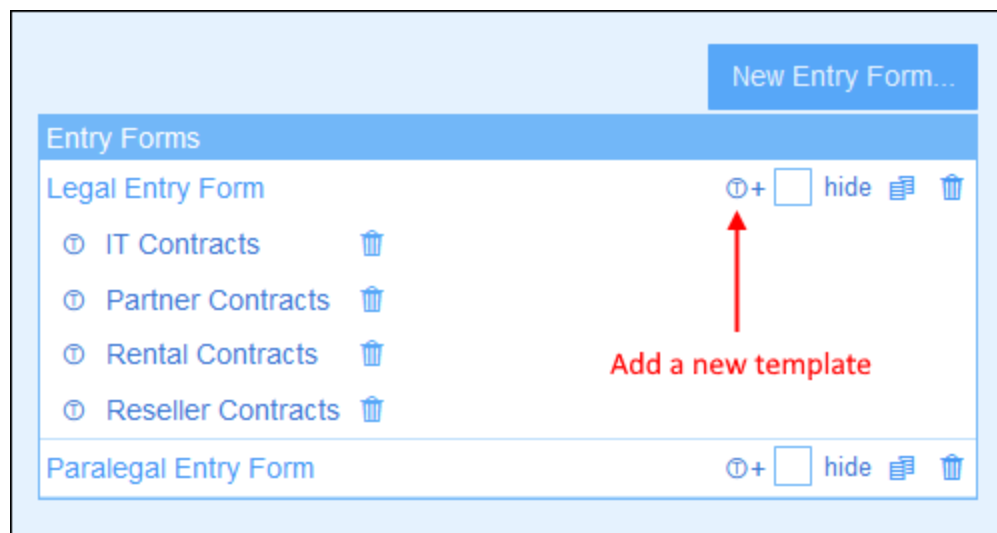 New Entry Form...
Entry Forms
Legal Entry Form Ⓣ+ hide
Ⓣ IT Contracts
Ⓣ Partner Contracts
Ⓣ Rental Contracts
Add a new template
Ⓣ Reseller Contracts
Paralegal Entry Form Ⓣ+ hide